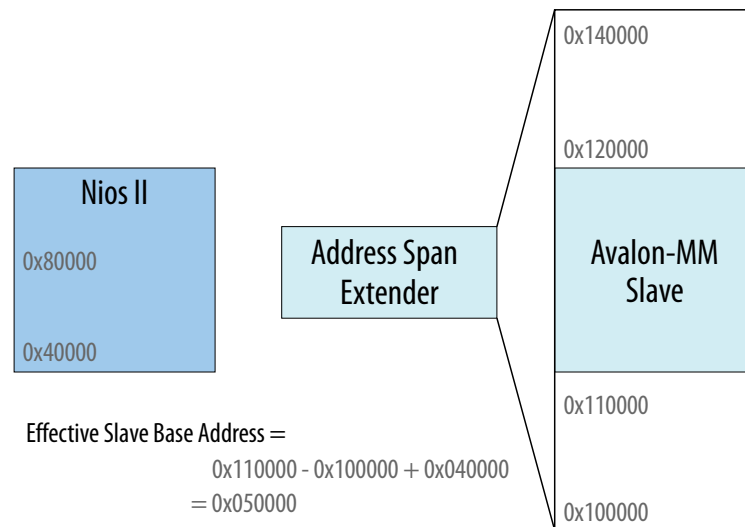 Nios II
0x80000
0x40000
Address Span
Extender
0x140000
0x120000
Avalon-MM
Slave
0x110000
0x100000
Effective Slave Base Address =
0x110000 - 0x100000 + 0x040000
= 0x050000